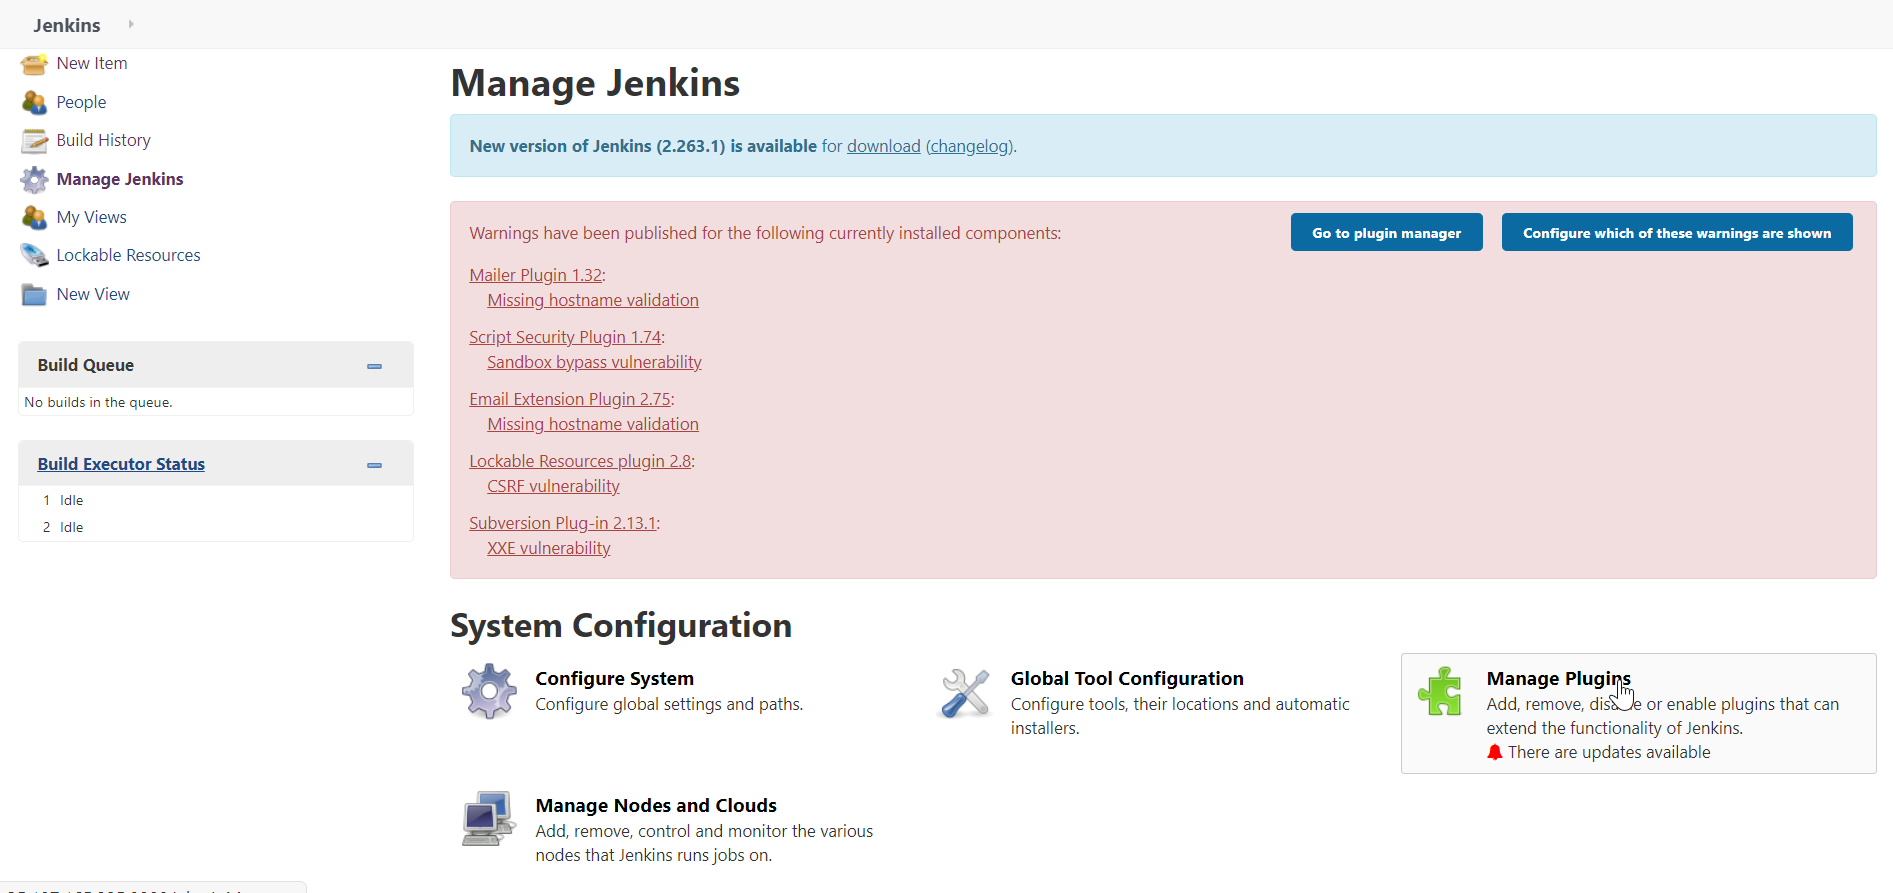 Jenkins
New Item
People
Build History
Manage Jenkins
My Views
Lockable Resources
New View
Build Queue
No builds in the queue.
Build Executor Status
1 Idle
2 Idle
Manage Jenkins
New version of Jenkins (2.263.1) is available for download (changelog).
Warnings have been published for the following currently installed components:
Go to plugin manager
Configure which of these warnings are shown
Mailer Plugin 1.32:
Missing hostname validation
Script Security Plugin 1.74:
Sandbox bypass vulnerability
Email Extension Plugin 2.75:
Missing hostname validation
Lockable Resources plugin 2.8:
CSRF vulnerability
Subversion Plug-in 2.13.1:
XXE vulnerability
System Configuration
Configure System
Configure global settings and paths.
Global Tool Configuration
Configure tools, their locations and automatic
installers.
Manage Plugins
Add, remove, disable or enable plugins that can
extend the functionality of Jenkins.
There are updates available
Manage Nodes and Clouds
Add, remove, control and monitor the various
nodes that Jenkins runs jobs on.